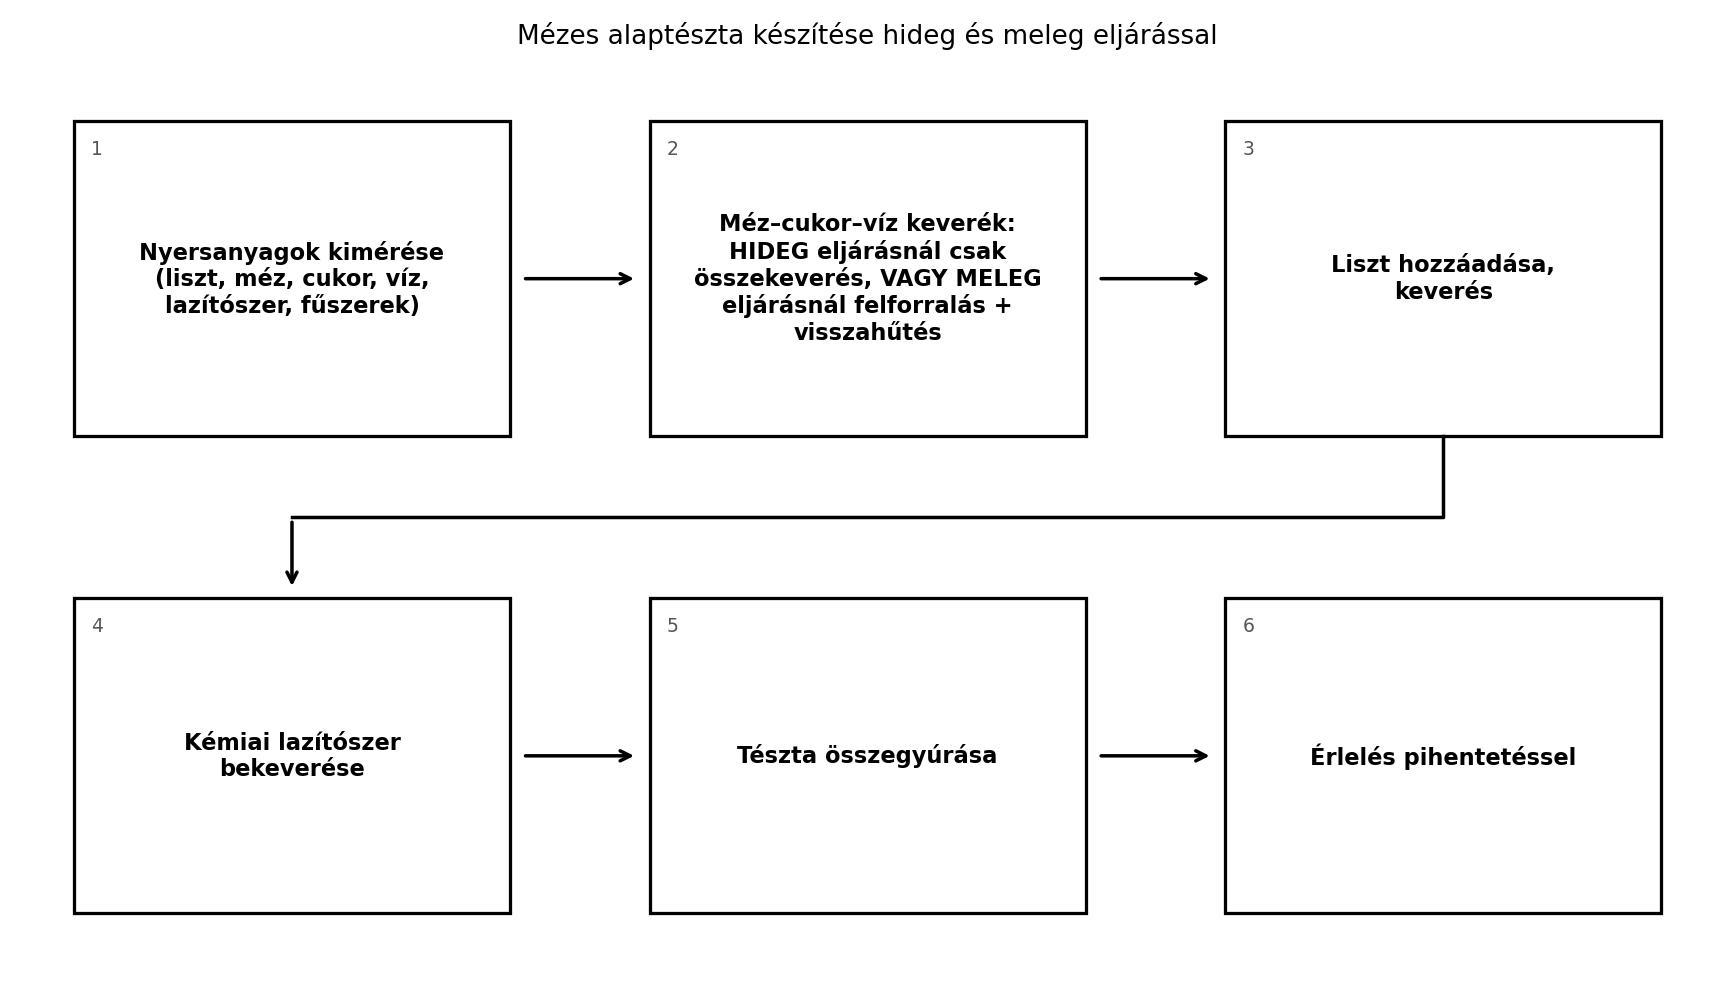 Mézes alaptészta készítése hideg és meleg eljárással
1
Nyersanyagok kimérése
(liszt, méz, cukor, víz,
lazítószer, fűszerek)
2
Méz–cukor–víz keverék:
HIDEG eljárásnál csak
összekeverés, VAGY MELEG
eljárásnál felforralás +
visszahűtés
3
Liszt hozzáadása,
keverés
4
Kémiai lazítószer
bekeverése
5
Tészta összegyúrása
6
Érlelés pihentetéssel